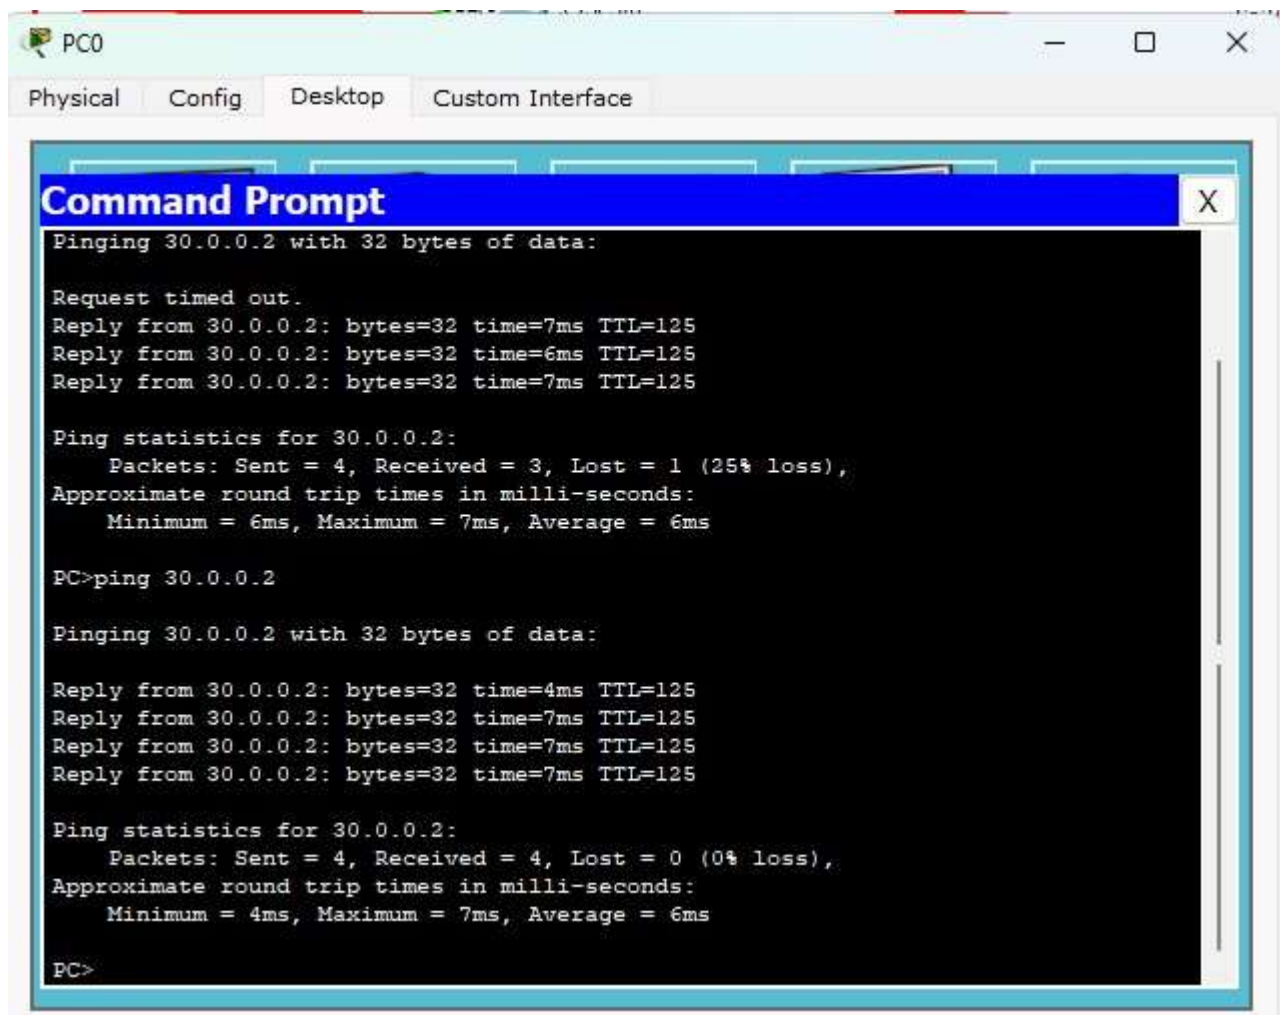 PC0
Physical Config Desktop Custom Interface
Command Prompt X
Pinging 30.0.0.2 with 32 bytes of data:
Request timed out.
Reply from 30.0.0.2: bytes=32 time=7ms TTL=125
Reply from 30.0.0.2: bytes=32 time=6ms TTL=125
Reply from 30.0.0.2: bytes=32 time=7ms TTL=125
Ping statistics for 30.0.0.2:
Packets: Sent = 4, Received = 3, Lost = 1 (25% loss),
Approximate round trip times in milli-seconds:
Minimum = 6ms, Maximum = 7ms, Average = 6ms
PC>ping 30.0.0.2
Pinging 30.0.0.2 with 32 bytes of data:
Reply from 30.0.0.2: bytes=32 time=4ms TTL=125
Reply from 30.0.0.2: bytes=32 time=7ms TTL=125
Reply from 30.0.0.2: bytes=32 time=7ms TTL=125
Reply from 30.0.0.2: bytes=32 time=7ms TTL=125
Ping statistics for 30.0.0.2:
Packets: Sent = 4, Received = 4, Lost = 0 (0% loss),
Approximate round trip times in milli-seconds:
Minimum = 4ms, Maximum = 7ms, Average = 6ms
PC>